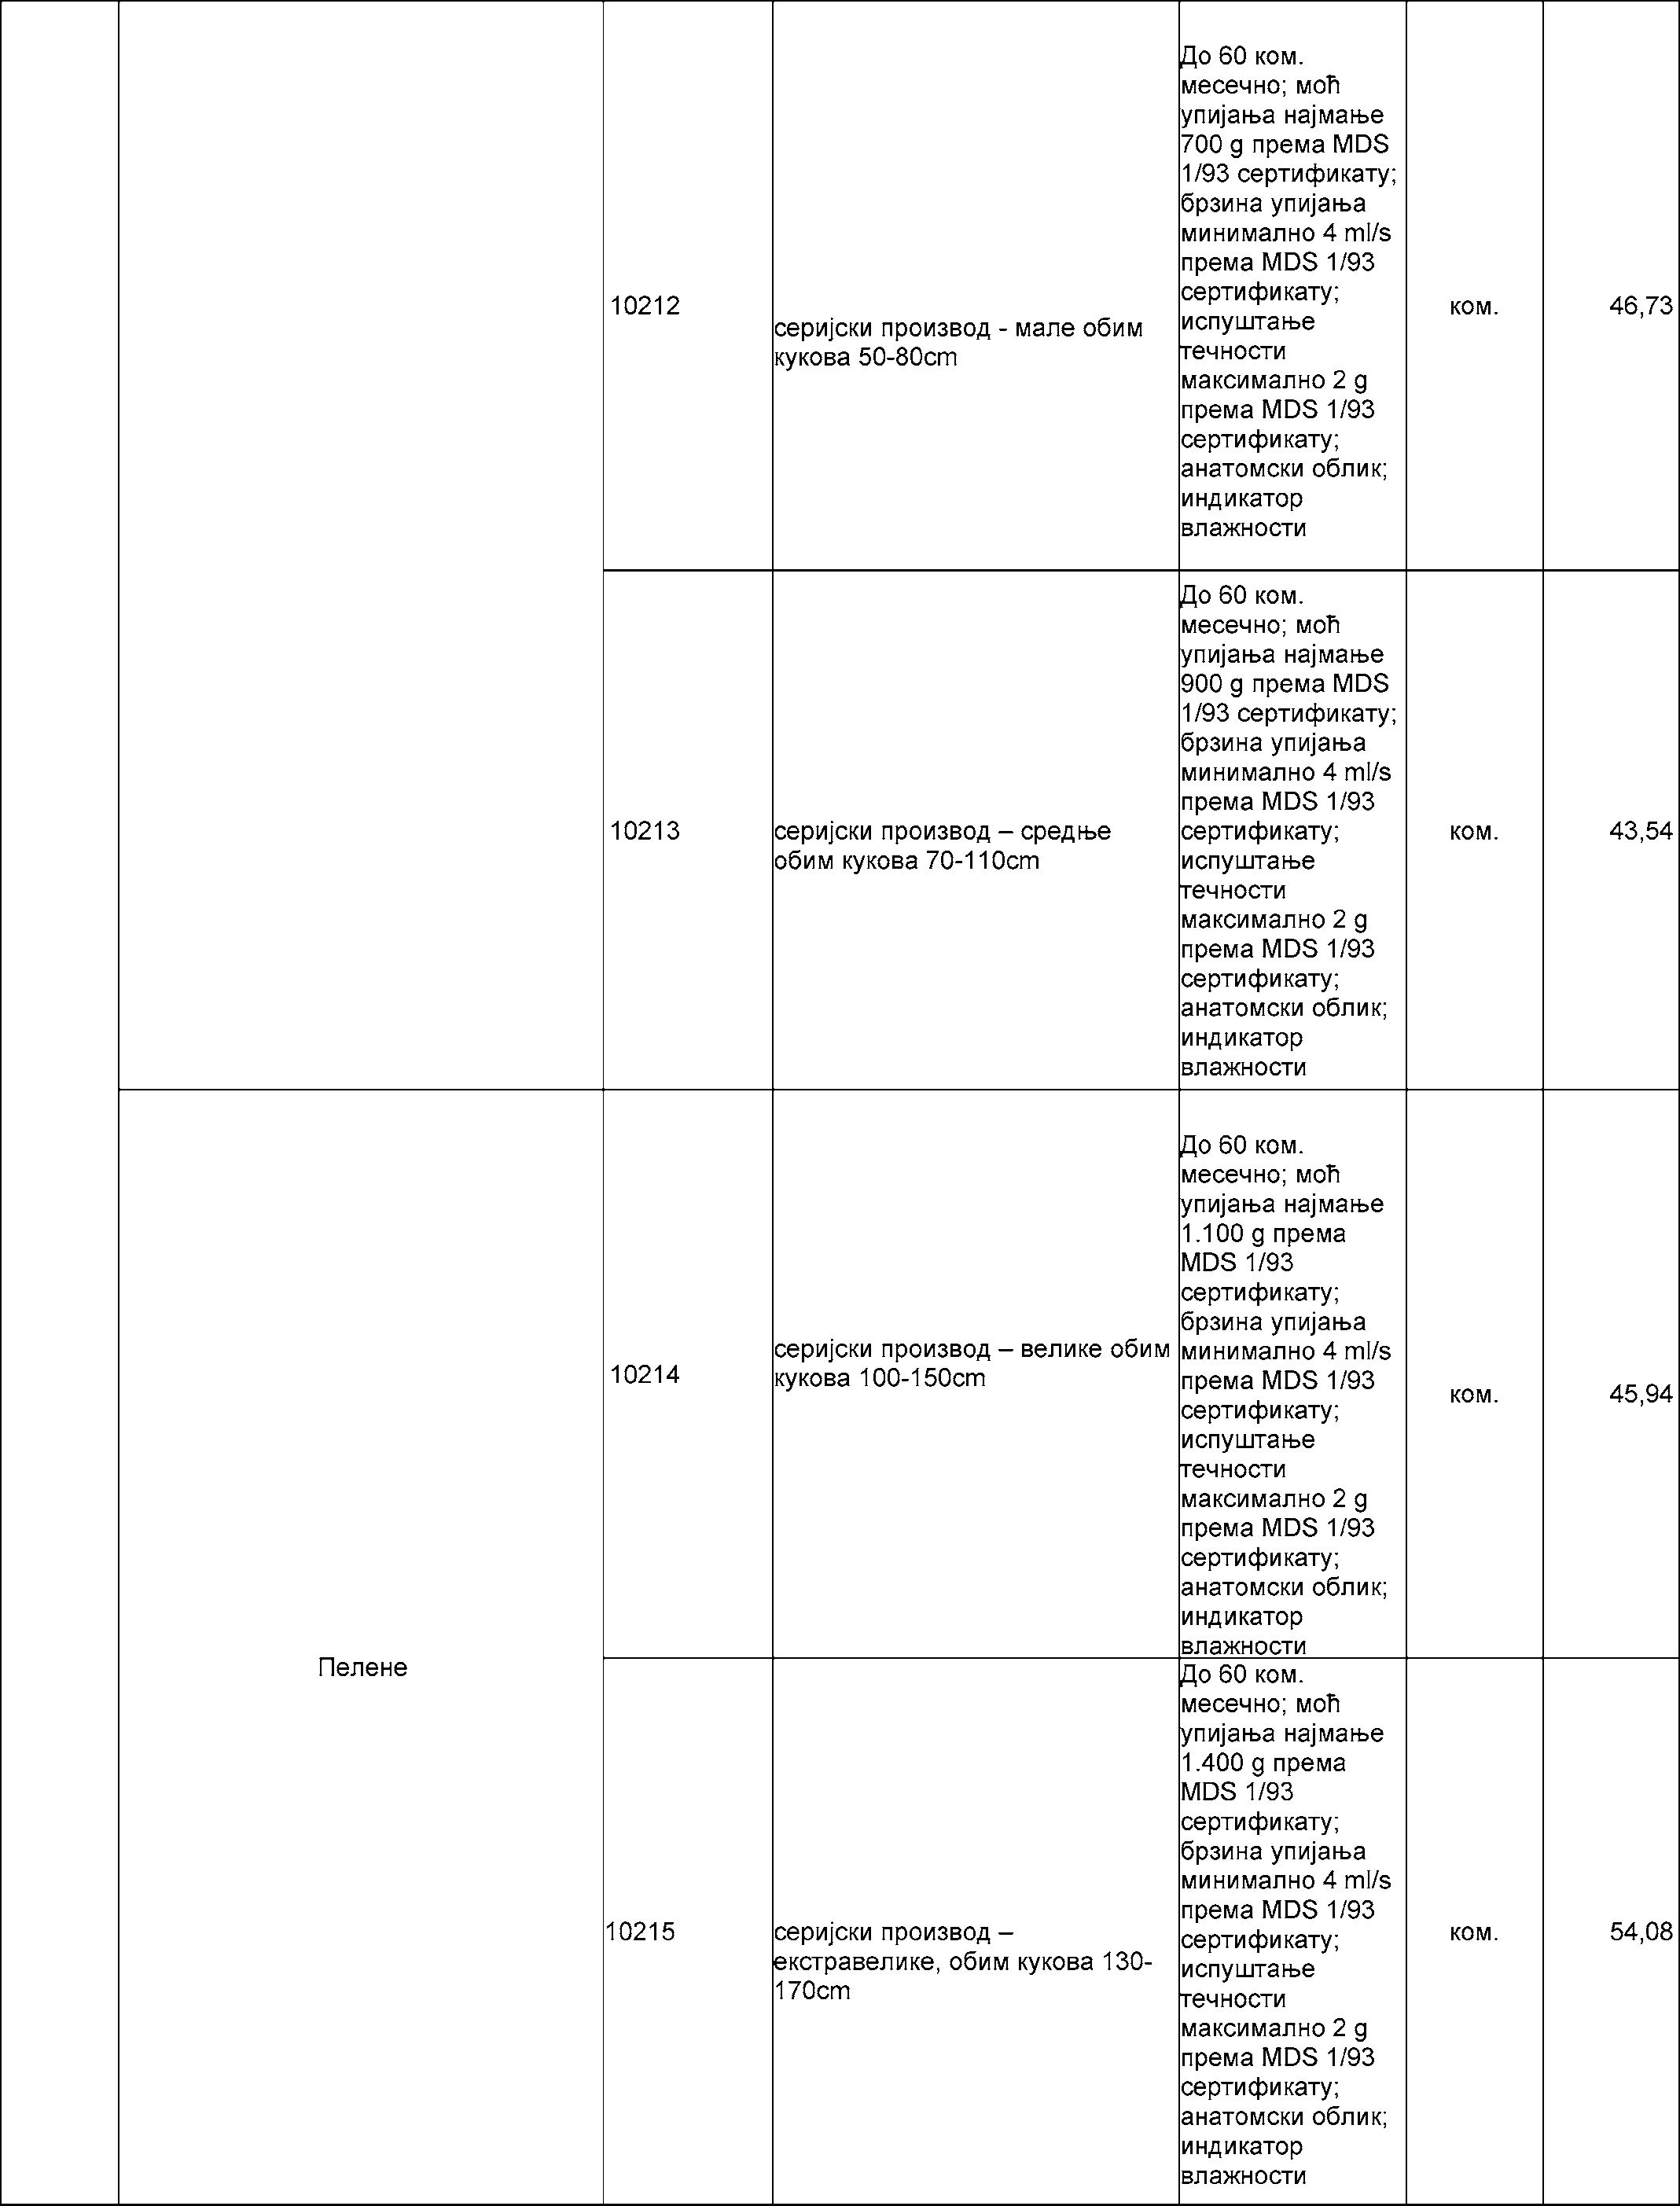 10212
серијски производ - мале обим
кукова 50-80cm
До 60 ком.
месечно; моћ
упијања најмање
700 g према MDS
1/93 сертификату;
брзина упијања
минимално 4 ml/s
према MDS 1/93
сертификату;
испуштање
течности
максимално 2 g
према MDS 1/93
сертификату;
анатомски облик;
индикатор
влажности
ком.
46,73
10213
серијски производ – средње
обим кукова 70-110cm
До 60 ком.
месечно; моћ
упијања најмање
900 g према MDS
1/93 сертификату;
брзина упијања
минимално 4 ml/s
према MDS 1/93
сертификату;
испуштање
течности
максимално 2 g
према MDS 1/93
сертификату;
анатомски облик;
индикатор
влажности
ком.
43,54
Пелене
10214
серијски производ – велике обим
кукова 100-150cm
До 60 ком.
месечно; моћ
упијања најмање
1.100 g према
MDS 1/93
сертификату;
брзина упијања
минимално 4 ml/s
према MDS 1/93
сертификату;
испуштање
течности
максимално 2 g
према MDS 1/93
сертификату;
анатомски облик;
индикатор
влажности
ком.
45,94
10215
серијски производ –
екстравелике, обим кукова 130-
170cm
До 60 ком.
месечно; моћ
упијања најмање
1.400 g према
MDS 1/93
сертификату;
брзина упијања
минимално 4 ml/s
према MDS 1/93
сертификату;
испуштање
течности
максимално 2 g
према MDS 1/93
сертификату;
анатомски облик;
индикатор
влажности
ком.
54,08